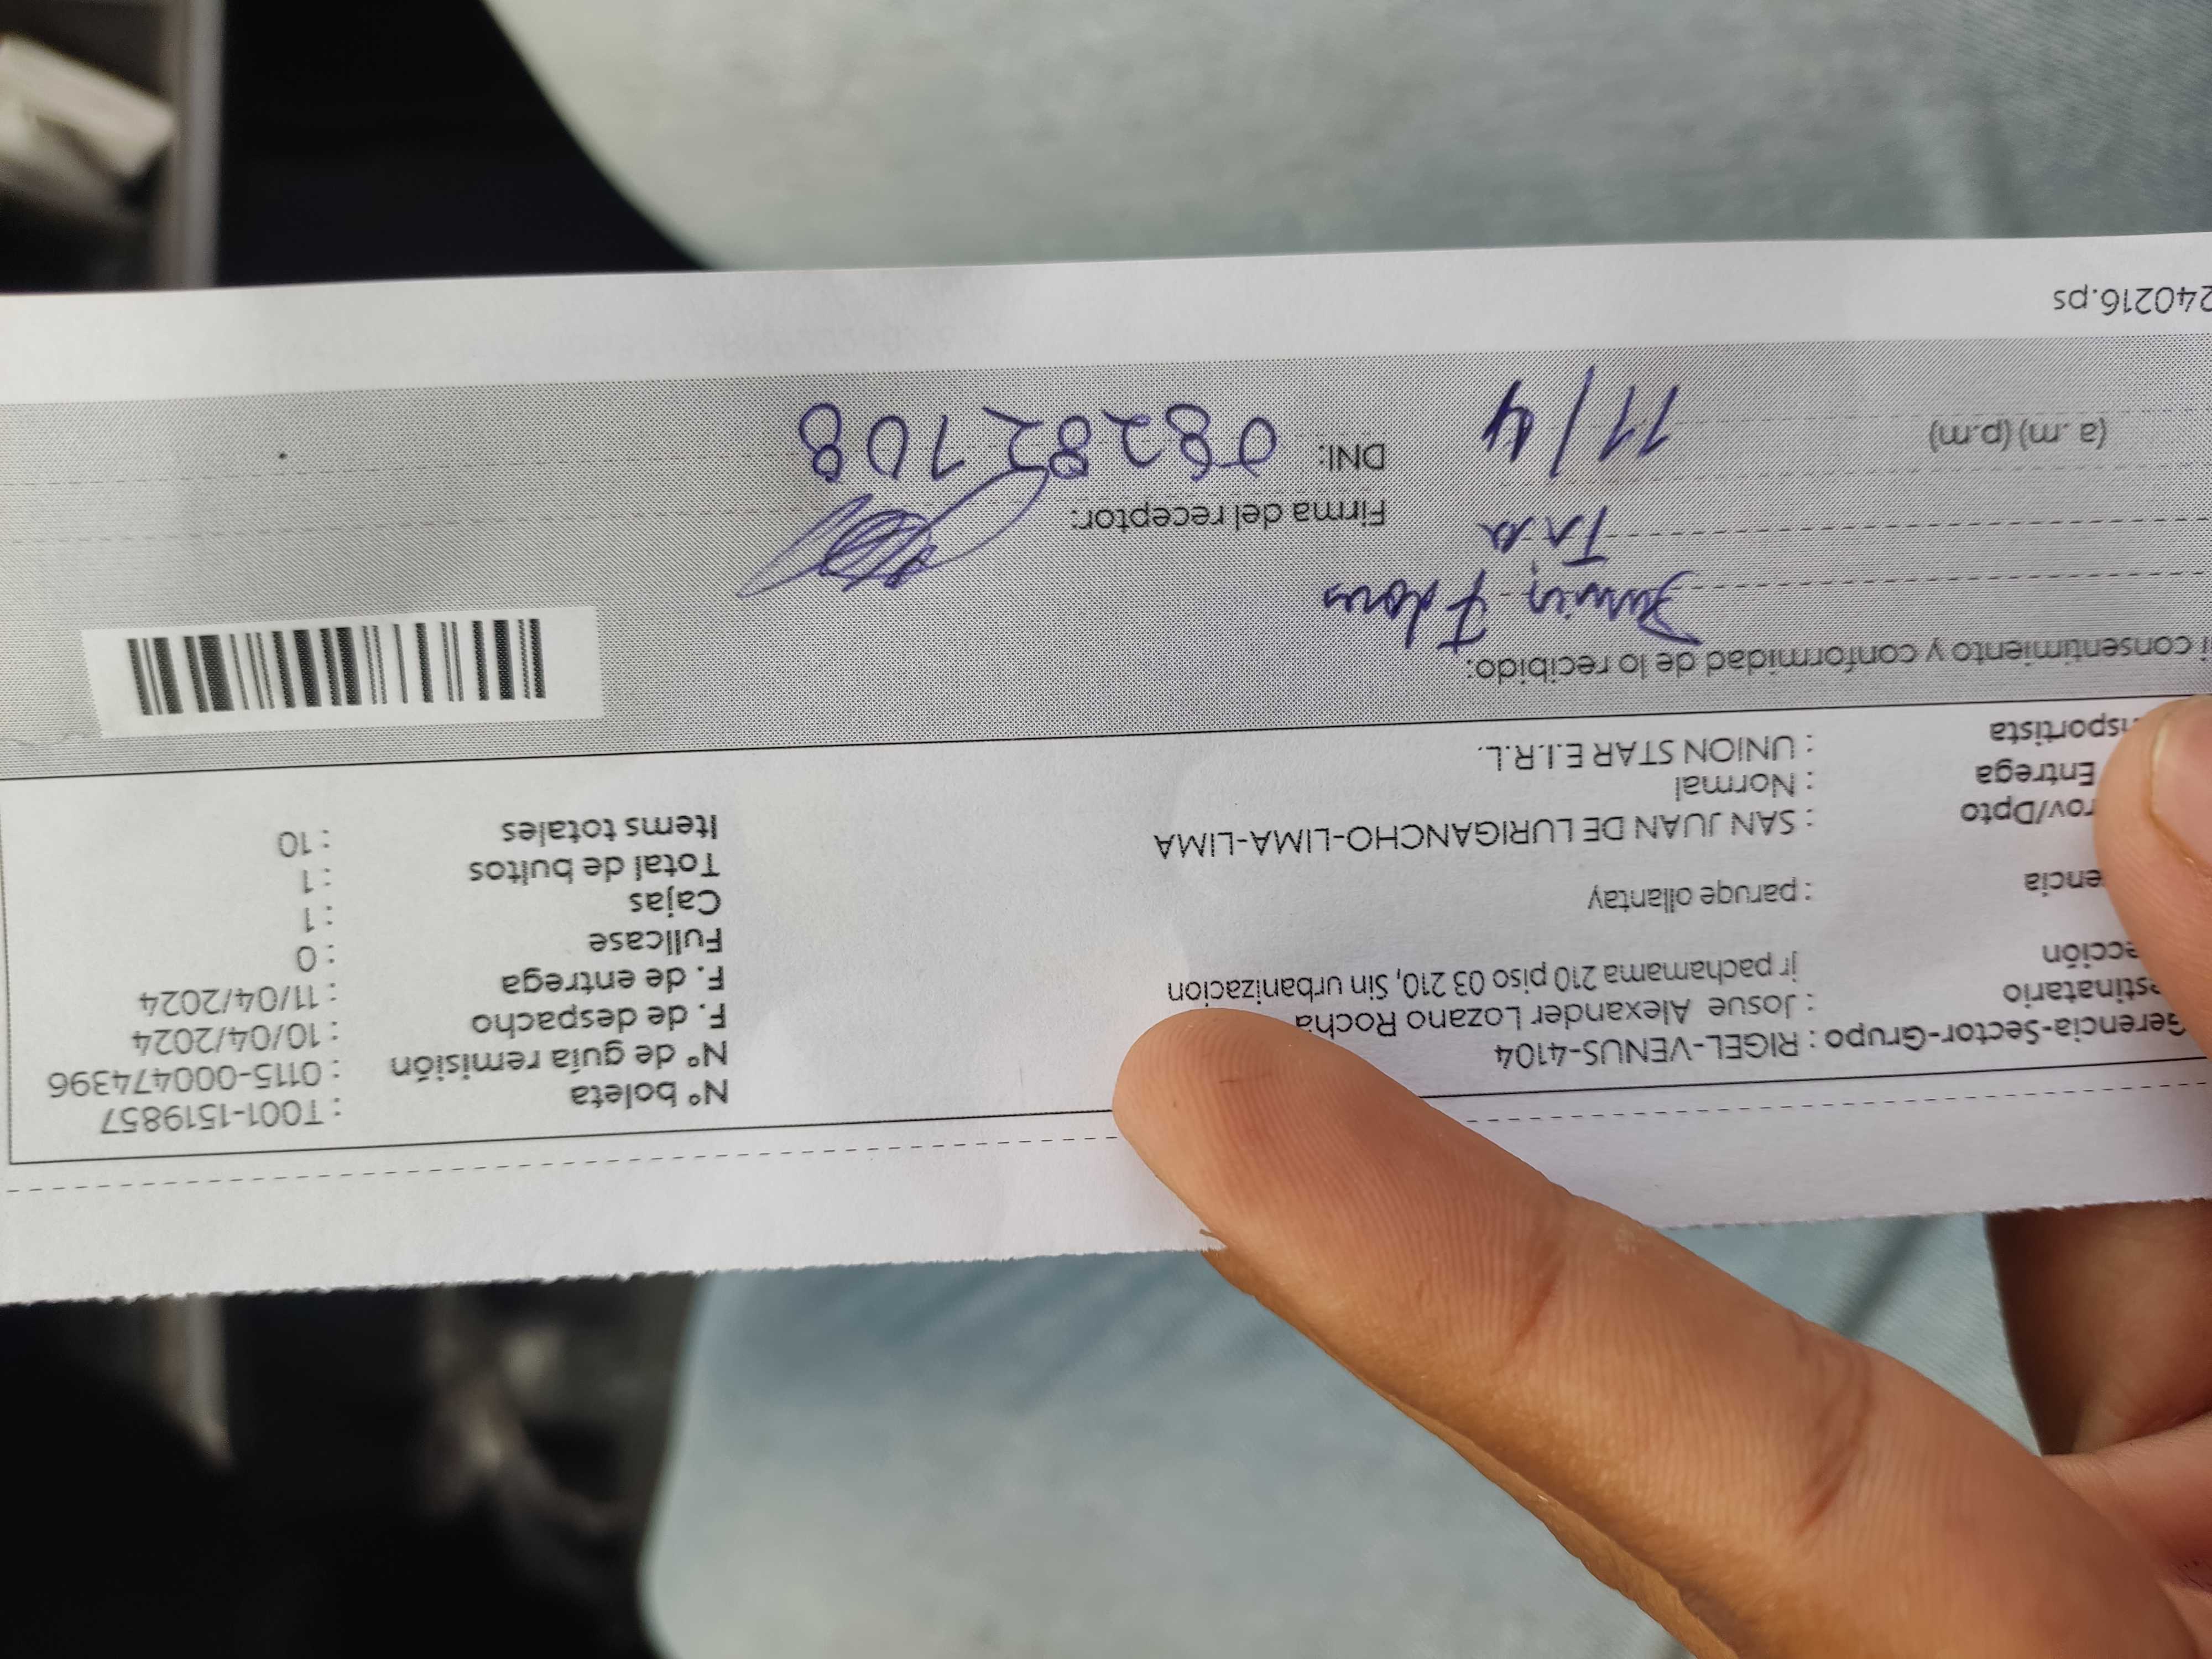 Gerencia-Sector-Grupo : RIGEL-VENUS-4104
stinatario : Josue Alexander Lozano Rocha
ección jr pachamama 210 piso 03 210, Sin urbanizacion
encia : paruqe ollantay
rov/Dpto : SAN JUAN DE LURIGANCHO-LIMA-LIMA
Entrega : Normal
nsportista : UNION STAR E.I.R.L.
N° boleta : T001-1519857
N° de guía remisión : 0115-000474396
F. de despacho : 10/04/2024
F. de entrega : 11/04/2024
Fullcase : 0
Cajas : 1
Total de bultos : 1
Items totales : 10
i consentimiento y conformidad de lo recibido:
Firma del receptor:
(a .m) (p.m) 11/4 DNI: 08282108
240216.ps